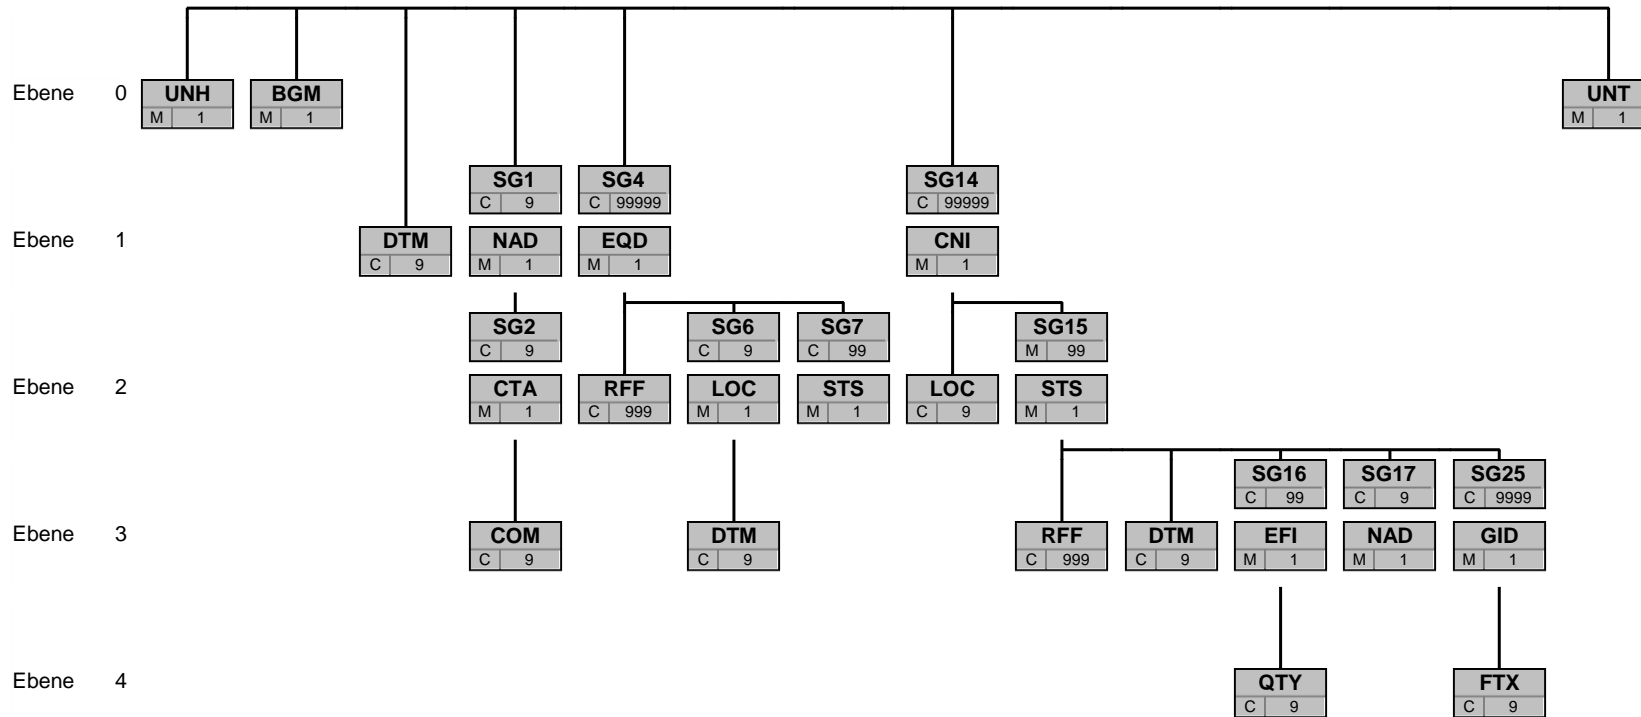 Ebene 0 UNH BGM UNT
M 1 M 1 M 1
SG1 SG4 SG14
C 9 C 99999 C 99999
Ebene 1 DTM NAD EQD CNI
C 9 M 1 M 1 M 1
SG2 SG6 SG7 SG15
C 9 C 9 C 99 M 99
Ebene 2 CTA RFF LOC STS LOC STS
M 1 C 999 M 1 M 1 C 9 M 1
SG16 SG17 SG25
C 99 C 9 C 9999
Ebene 3 COM DTM RFF DTM EFI NAD GID
C 9 C 9 C 999 C 9 M 1 M 1 M 1
Ebene 4 QTY FTX
C 9 C 9